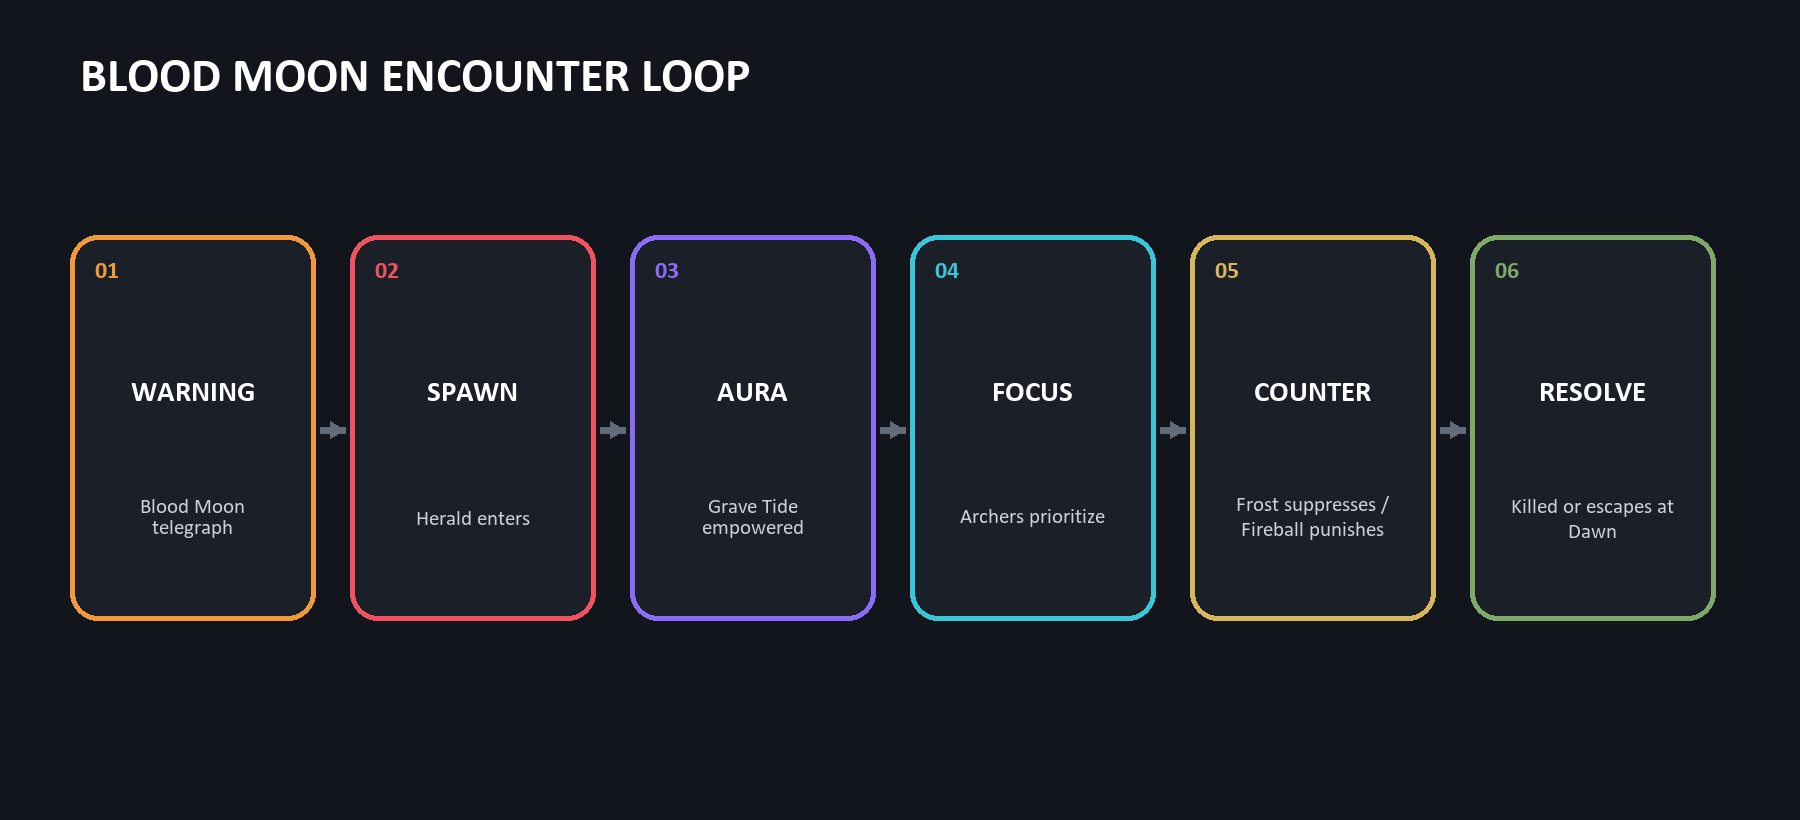 BLOOD MOON ENCOUNTER LOOP
01
WARNING
Blood Moon
telegraph
02
SPAWN
Herald enters
03
AURA
Grave Tide
empowered
04
FOCUS
Archers prioritize
05
COUNTER
Frost suppresses /
Fireball punishes
06
RESOLVE
Killed or escapes at
Dawn